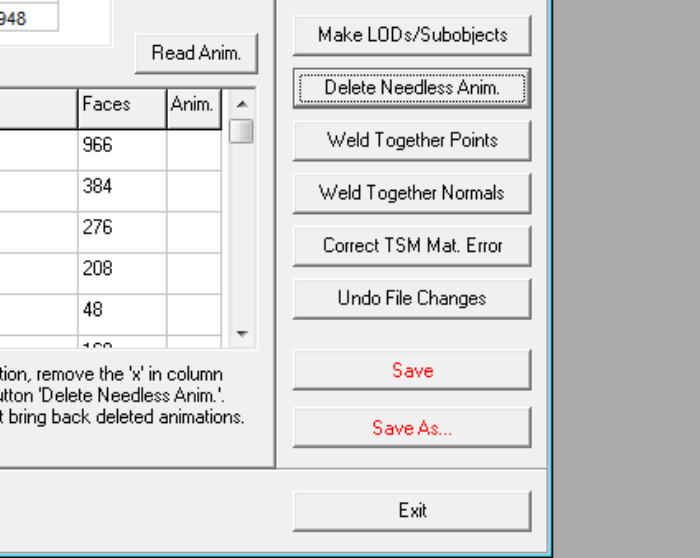 948
Read Anim.
Faces Anim.
966
384
276
208
48
Make LODs/Subobjects
Delete Needless Anim.
Weld Together Points
Weld Together Normals
Correct TSM Mat. Error
Undo File Changes
Save
Save As...
Exit
tion, remove the 'x' in column
utton 'Delete Needless Anim.'.
t bring back deleted animations.